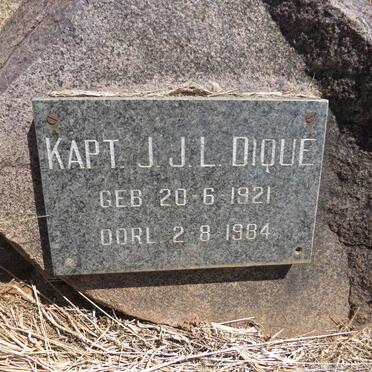 KAPT. J. J. L. DIQUE
GEB 20-6 1921
OORL 2 8 1984